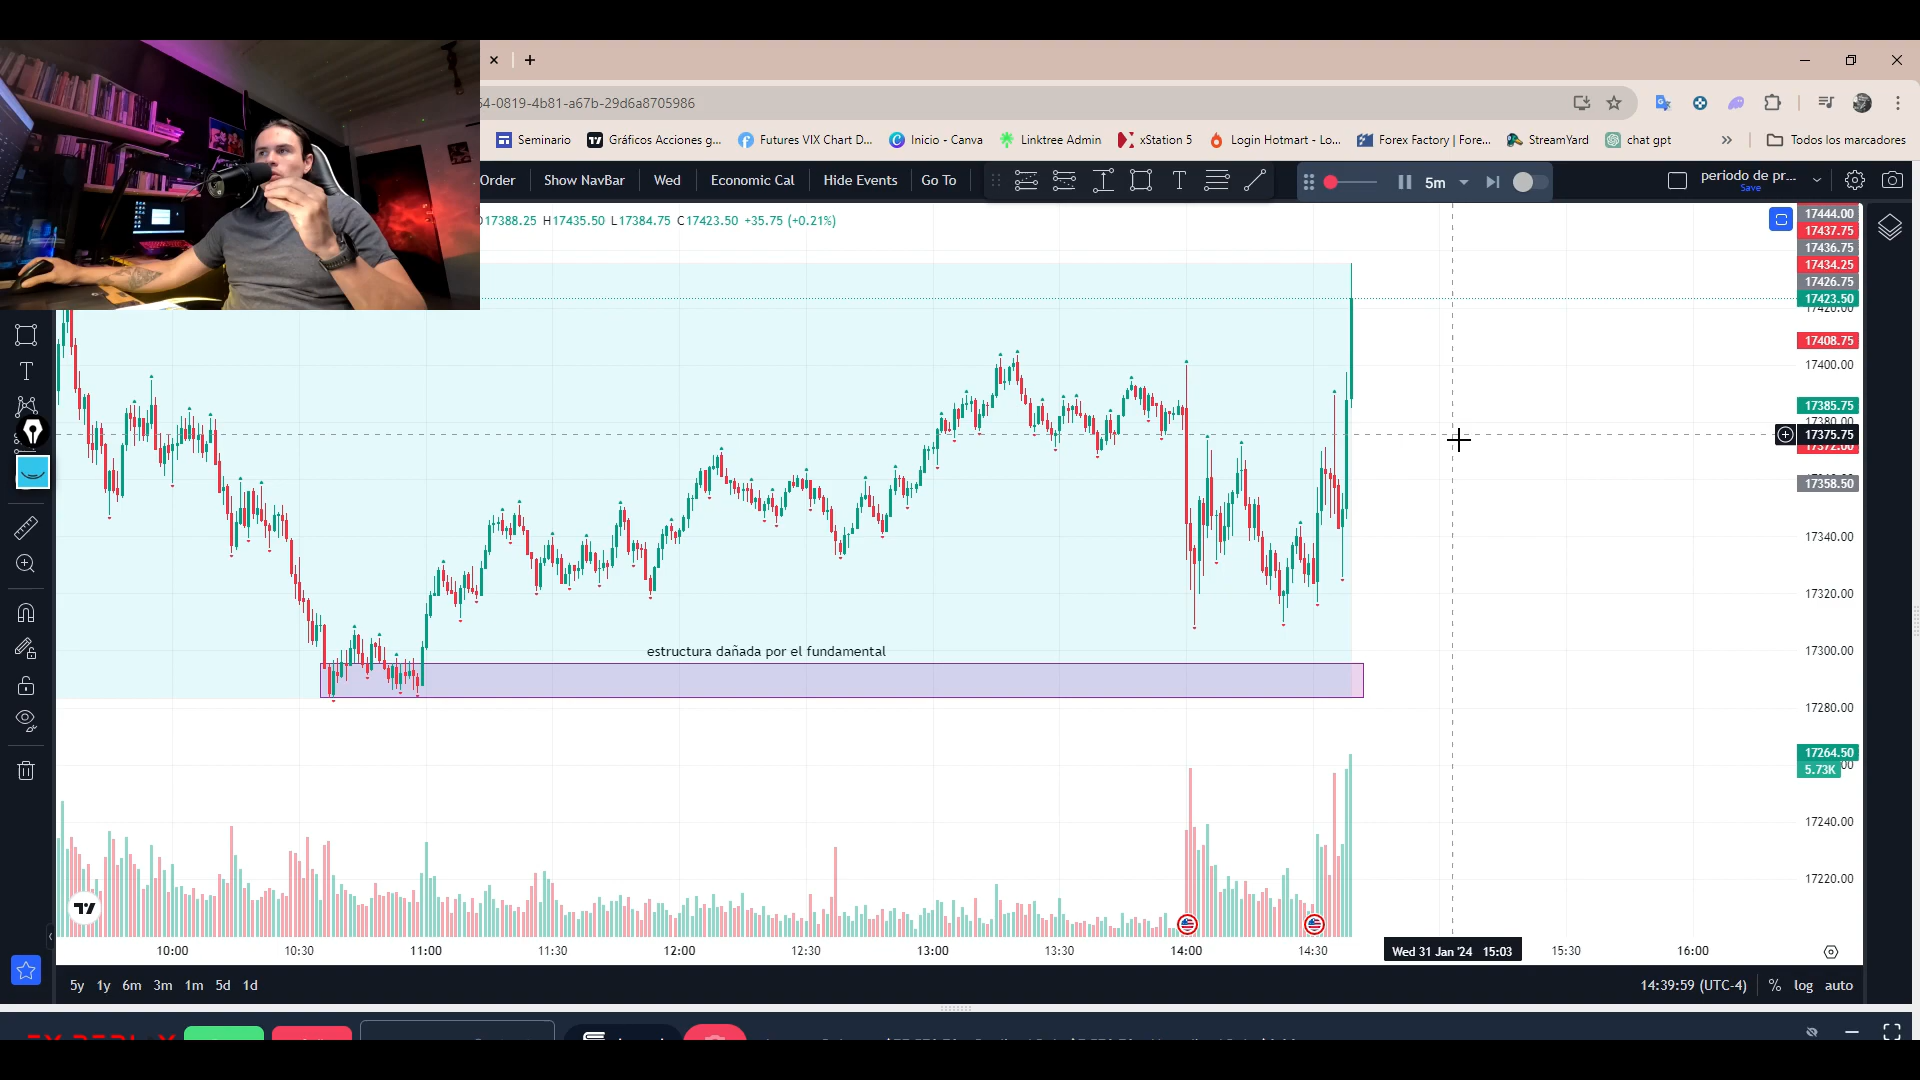 64-0819-4b81-a67b-29d6a8705986
Seminario
Gráficos Acciones g...
Futures VIX Chart D...
Inicio - Canva
Linktree Admin
xStation 5
Login Hotmart - Lo...
Forex Factory | Fore...
StreamYard
chat gpt
Todos los marcadores
Order
Show NavBar
Wed
Economic Cal
Hide Events
Go To
5m
periodo de pr...
Save
17388.25 H17435.50 L17384.75 C17423.50 +35.75 (+0.21%)
17444.00
17437.75
17436.75
17434.25
17426.75
17423.50
17420.00
17408.75
17400.00
17385.75
17380.00
17375.75
17372.00
17358.50
17340.00
17320.00
17300.00
17280.00
17264.50
5.73K
17240.00
17220.00
estructura dañada por el fundamental
10:00 10:30 11:00 11:30 12:00 12:30 13:00 13:30 14:00 14:30 Wed 31 Jan '24 15:03 15:30 16:00
5y 1y 6m 3m 1m 5d 1d
14:39:59 (UTC-4) % log auto